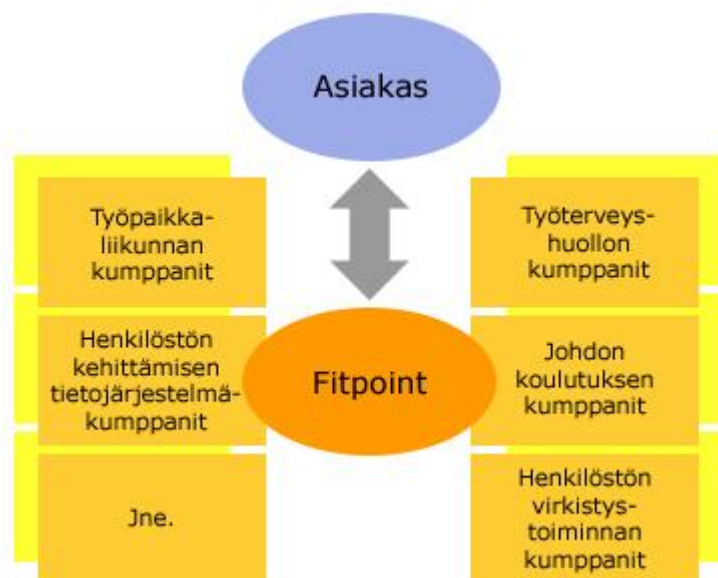 Asiakas
Työpaikka-
liikunnan
kumppanit
Työterveys-
huollon
kumppanit
Henkilöstön
kehittämisen
tietojärjestelmä-
kumppanit
Fitpoint
Johdon
koulutuksen
kumppanit
Jne.
Henkilöstön
virkistys-
toiminnan
kumppanit